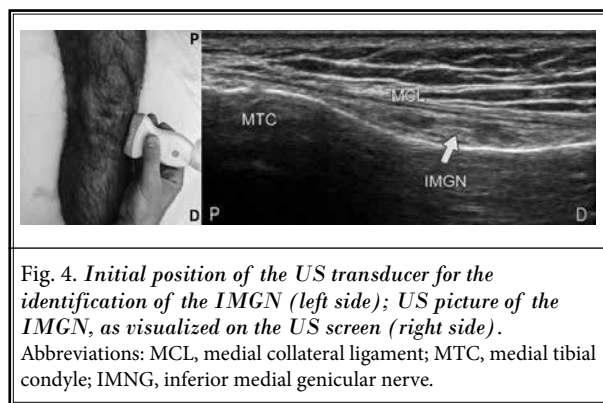 P
D
MTC
MCL
IMGN
P
D
Fig. 4. Initial position of the US transducer for the
identification of the IMGN (left side); US picture of the
IMGN, as visualized on the US screen (right side).
Abbreviations: MCL, medial collateral ligament; MTC, medial tibial
condyle; IMNG, inferior medial genicular nerve.